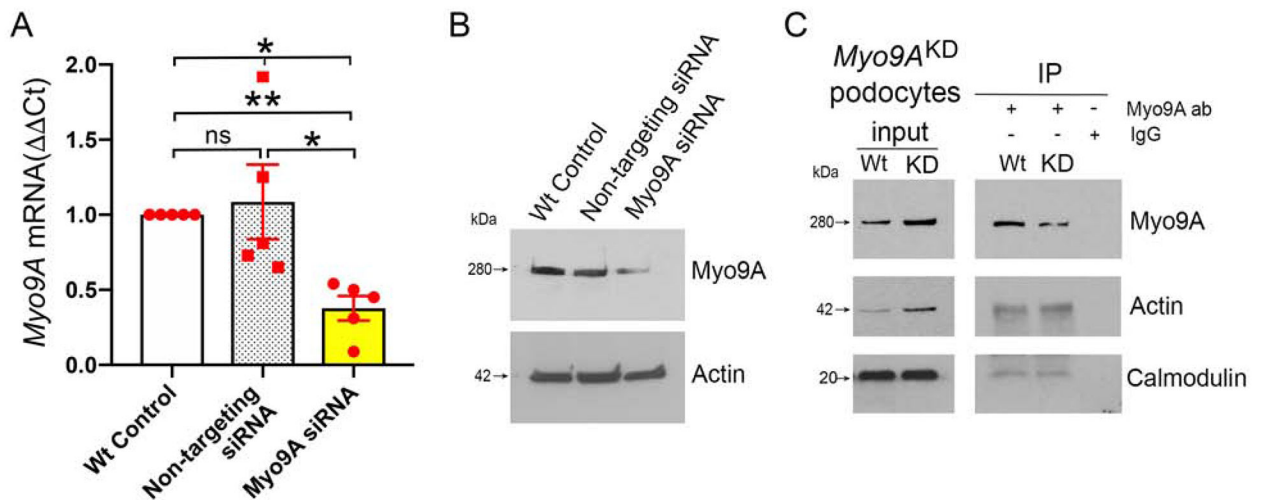 A
Myo9A mRNA(ΔΔCt)
2.0
1.5
1.0
0.5
0.0
*
**
ns
*
Wt Control
Non-targeting
siRNA
Myo9A siRNA
B
Wt Control
Non-targeting siRNA
Myo9A siRNA
kDa
280→
Myo9A
42→
Actin
C
Myo9AKD
podocytes
input
Wt KD
IP
+ + - Myo9A ab
- - + IgG
Wt KD
kDa
280→
Myo9A
42→
Actin
20→
Calmodulin